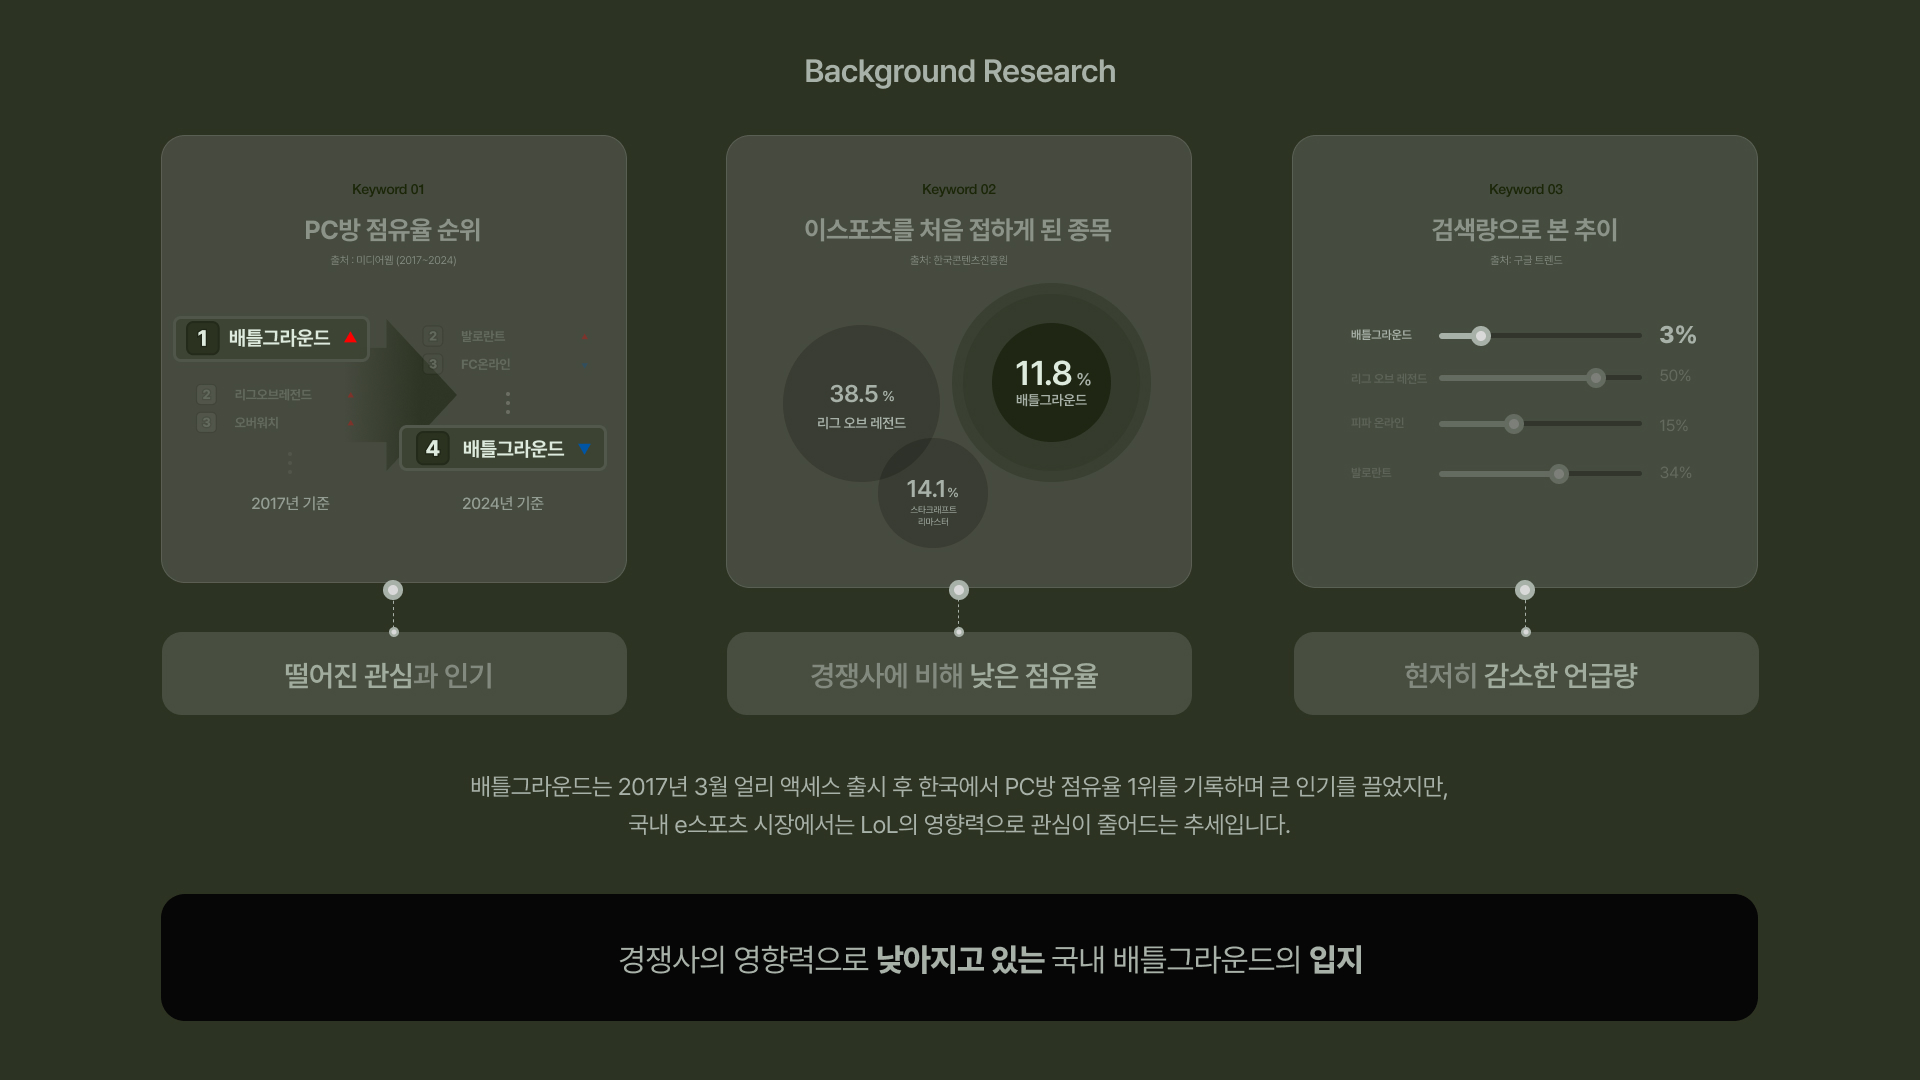 Background Research
Keyword 01
PC방 점유율 순위
출처 : 미디어웹 (2017~2024)
1 배틀그라운드
2 리그오브레전드
3 오버워치
2017년 기준
2 발로란트
3 FC온라인
4 배틀그라운드
2024년 기준
떨어진 관심과 인기
Keyword 02
이스포츠를 처음 접하게 된 종목
출처: 한국콘텐츠진흥원
38.5 %
리그 오브 레전드
11.8 %
배틀그라운드
14.1 %
스타크래프트
리마스터
경쟁사에 비해 낮은 점유율
Keyword 03
검색량으로 본 추이
출처: 구글 트렌드
배틀그라운드 3%
리그 오브 레전드 50%
피파 온라인 15%
발로란트 34%
현저히 감소한 언급량
배틀그라운드는 2017년 3월 얼리 액세스 출시 후 한국에서 PC방 점유율 1위를 기록하며 큰 인기를 끌었지만,
국내 e스포츠 시장에서는 LoL의 영향력으로 관심이 줄어드는 추세입니다.
경쟁사의 영향력으로 낮아지고 있는 국내 배틀그라운드의 입지